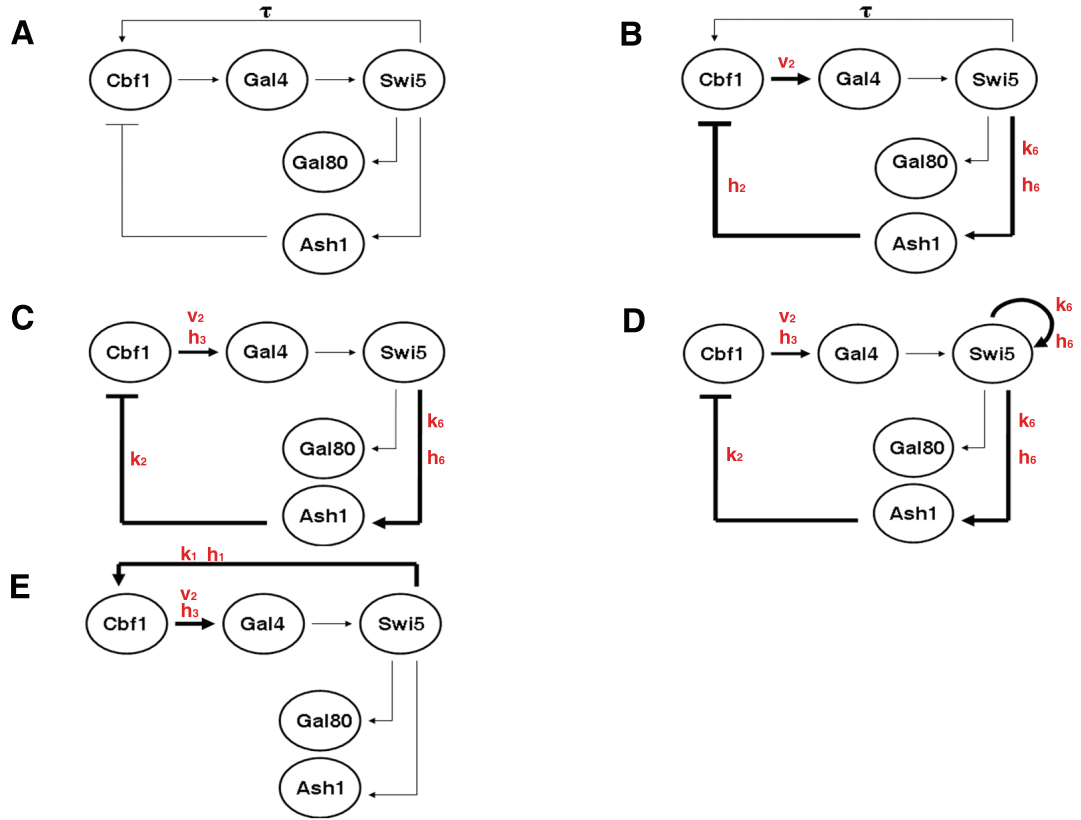 A
τ
Cbf1 Gal4 Swi5
Gal80
Ash1
B
τ
v2
Cbf1 Gal4 Swi5
Gal80
k6
h2
h6
Ash1
C
v2
h3
Cbf1 Gal4 Swi5
k6
Gal80
k2
h6
Ash1
D
k6
v2
h3
h6
Cbf1 Gal4 Swi5
k6
Gal80
k2
h6
Ash1
E
k1 h1
v2
h3
Cbf1 Gal4 Swi5
Gal80
Ash1